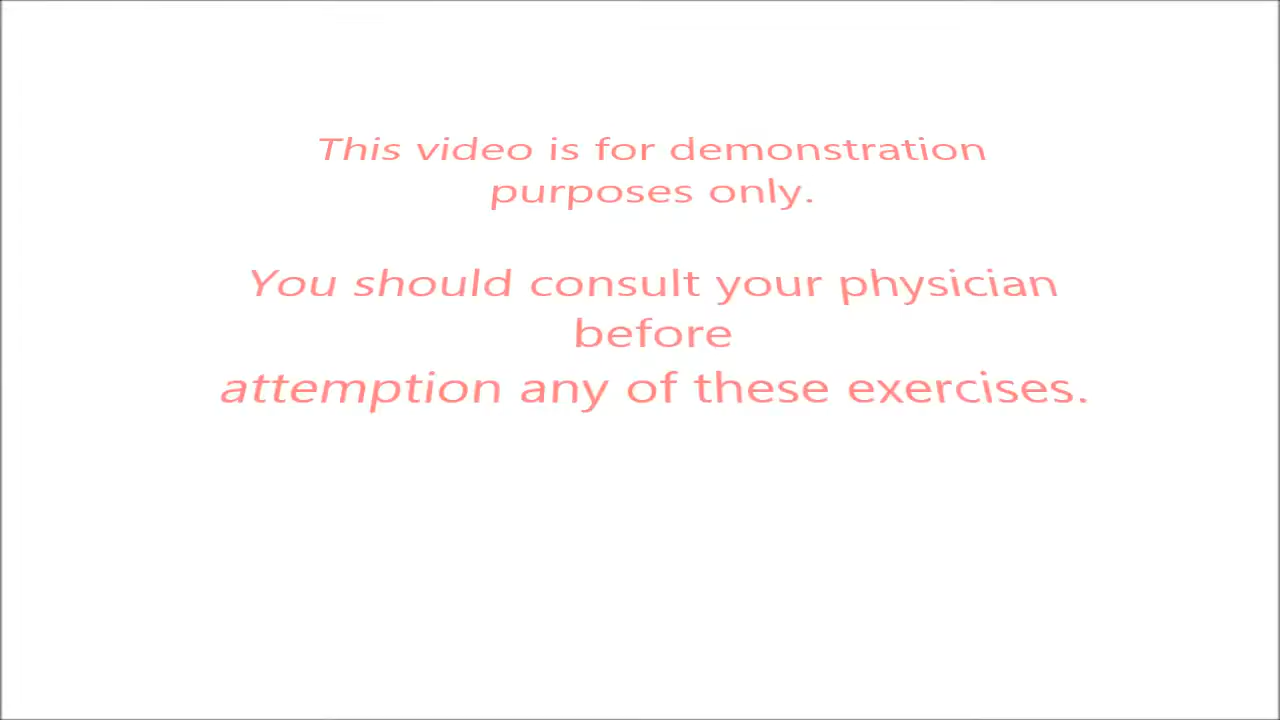 This video is for demonstration
purposes only.
You should consult your physician
before
attemption any of these exercises.